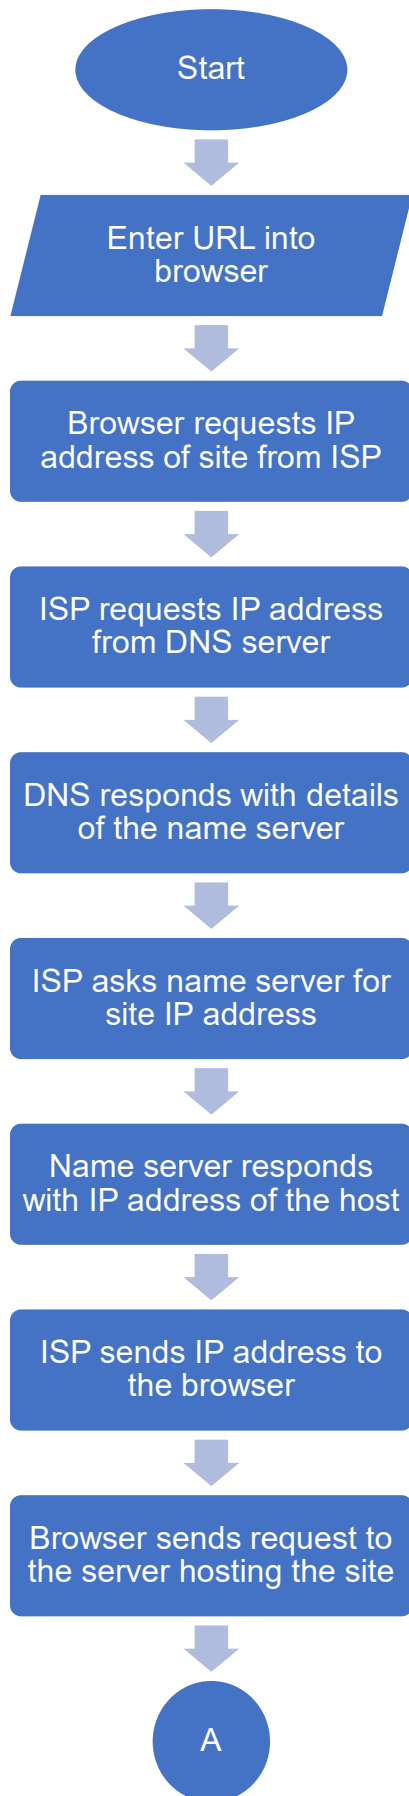 Start
Enter URL into
browser
Browser requests IP
address of site from ISP
ISP requests IP address
from DNS server
DNS responds with details
of the name server
ISP asks name server for
site IP address
Name server responds
with IP address of the host
ISP sends IP address to
the browser
Browser sends request to
the server hosting the site
A